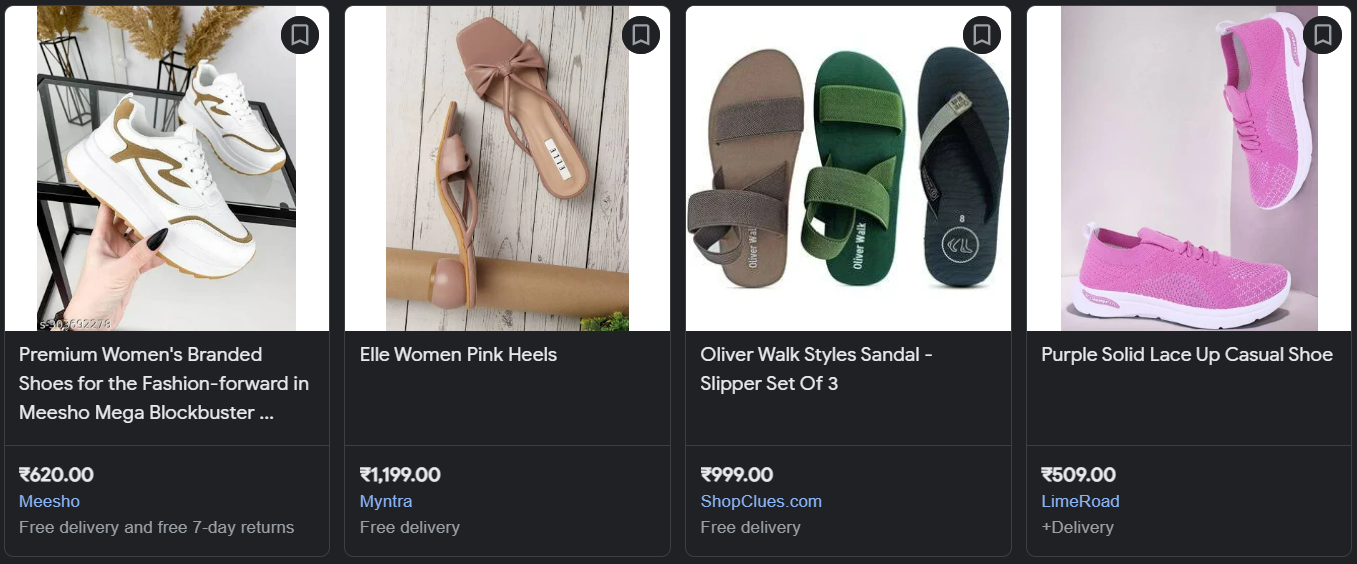 s-303692278
Premium Women's Branded
Shoes for the Fashion-forward in
Meesho Mega Blockbuster ...
₹620.00
Meesho
Free delivery and free 7-day returns
ELLE
Elle Women Pink Heels
₹1,199.00
Myntra
Free delivery
Oliver Wal
Oliver Walk
8
Oliver Walk Styles Sandal -
Slipper Set Of 3
₹999.00
ShopClues.com
Free delivery
Purple Solid Lace Up Casual Shoe
₹509.00
LimeRoad
+Delivery